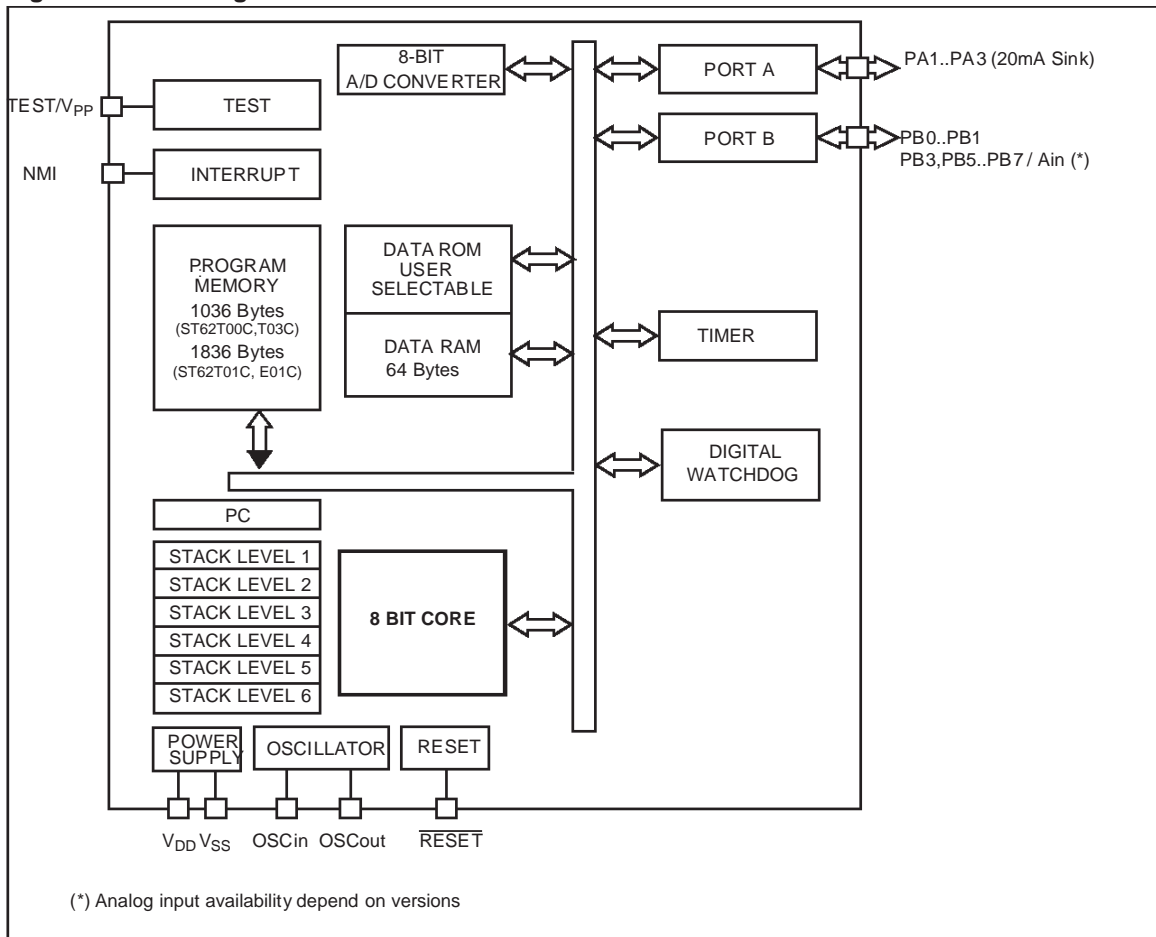 8-BIT
A/D CONVERTER
PORT A
PA1..PA3 (20mA Sink)
TEST/VPP
TEST
PORT B
PB0..PB1
PB3,PB5..PB7 / Ain (*)
NMI
INTERRUPT
PROGRAM
MEMORY
1036 Bytes
(ST62T00C,T03C)
1836 Bytes
(ST62T01C, E01C)
DATA ROM
USER
SELECTABLE
DATA RAM
64 Bytes
TIMER
DIGITAL
WATCHDOG
PC
STACK LEVEL 1
STACK LEVEL 2
STACK LEVEL 3
STACK LEVEL 4
STACK LEVEL 5
STACK LEVEL 6
8 BIT CORE
POWER
SUPPLY
OSCILLATOR
RESET
VDD VSS
OSCin OSCout
RESET
(*) Analog input availability depend on versions